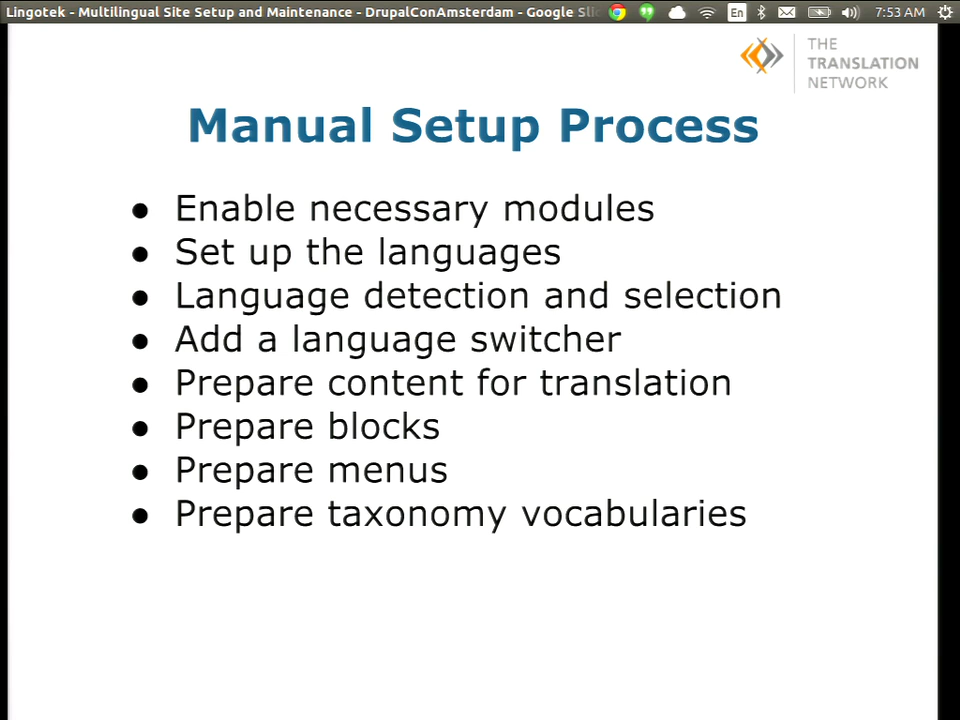 Lingotek - Multilingual Site Setup and Maintenance - DrupalConAmsterdam - Google Sli
En
7:53 AM
THE
TRANSLATION
NETWORK
Manual Setup Process
● Enable necessary modules
● Set up the languages
● Language detection and selection
● Add a language switcher
● Prepare content for translation
● Prepare blocks
● Prepare menus
● Prepare taxonomy vocabularies